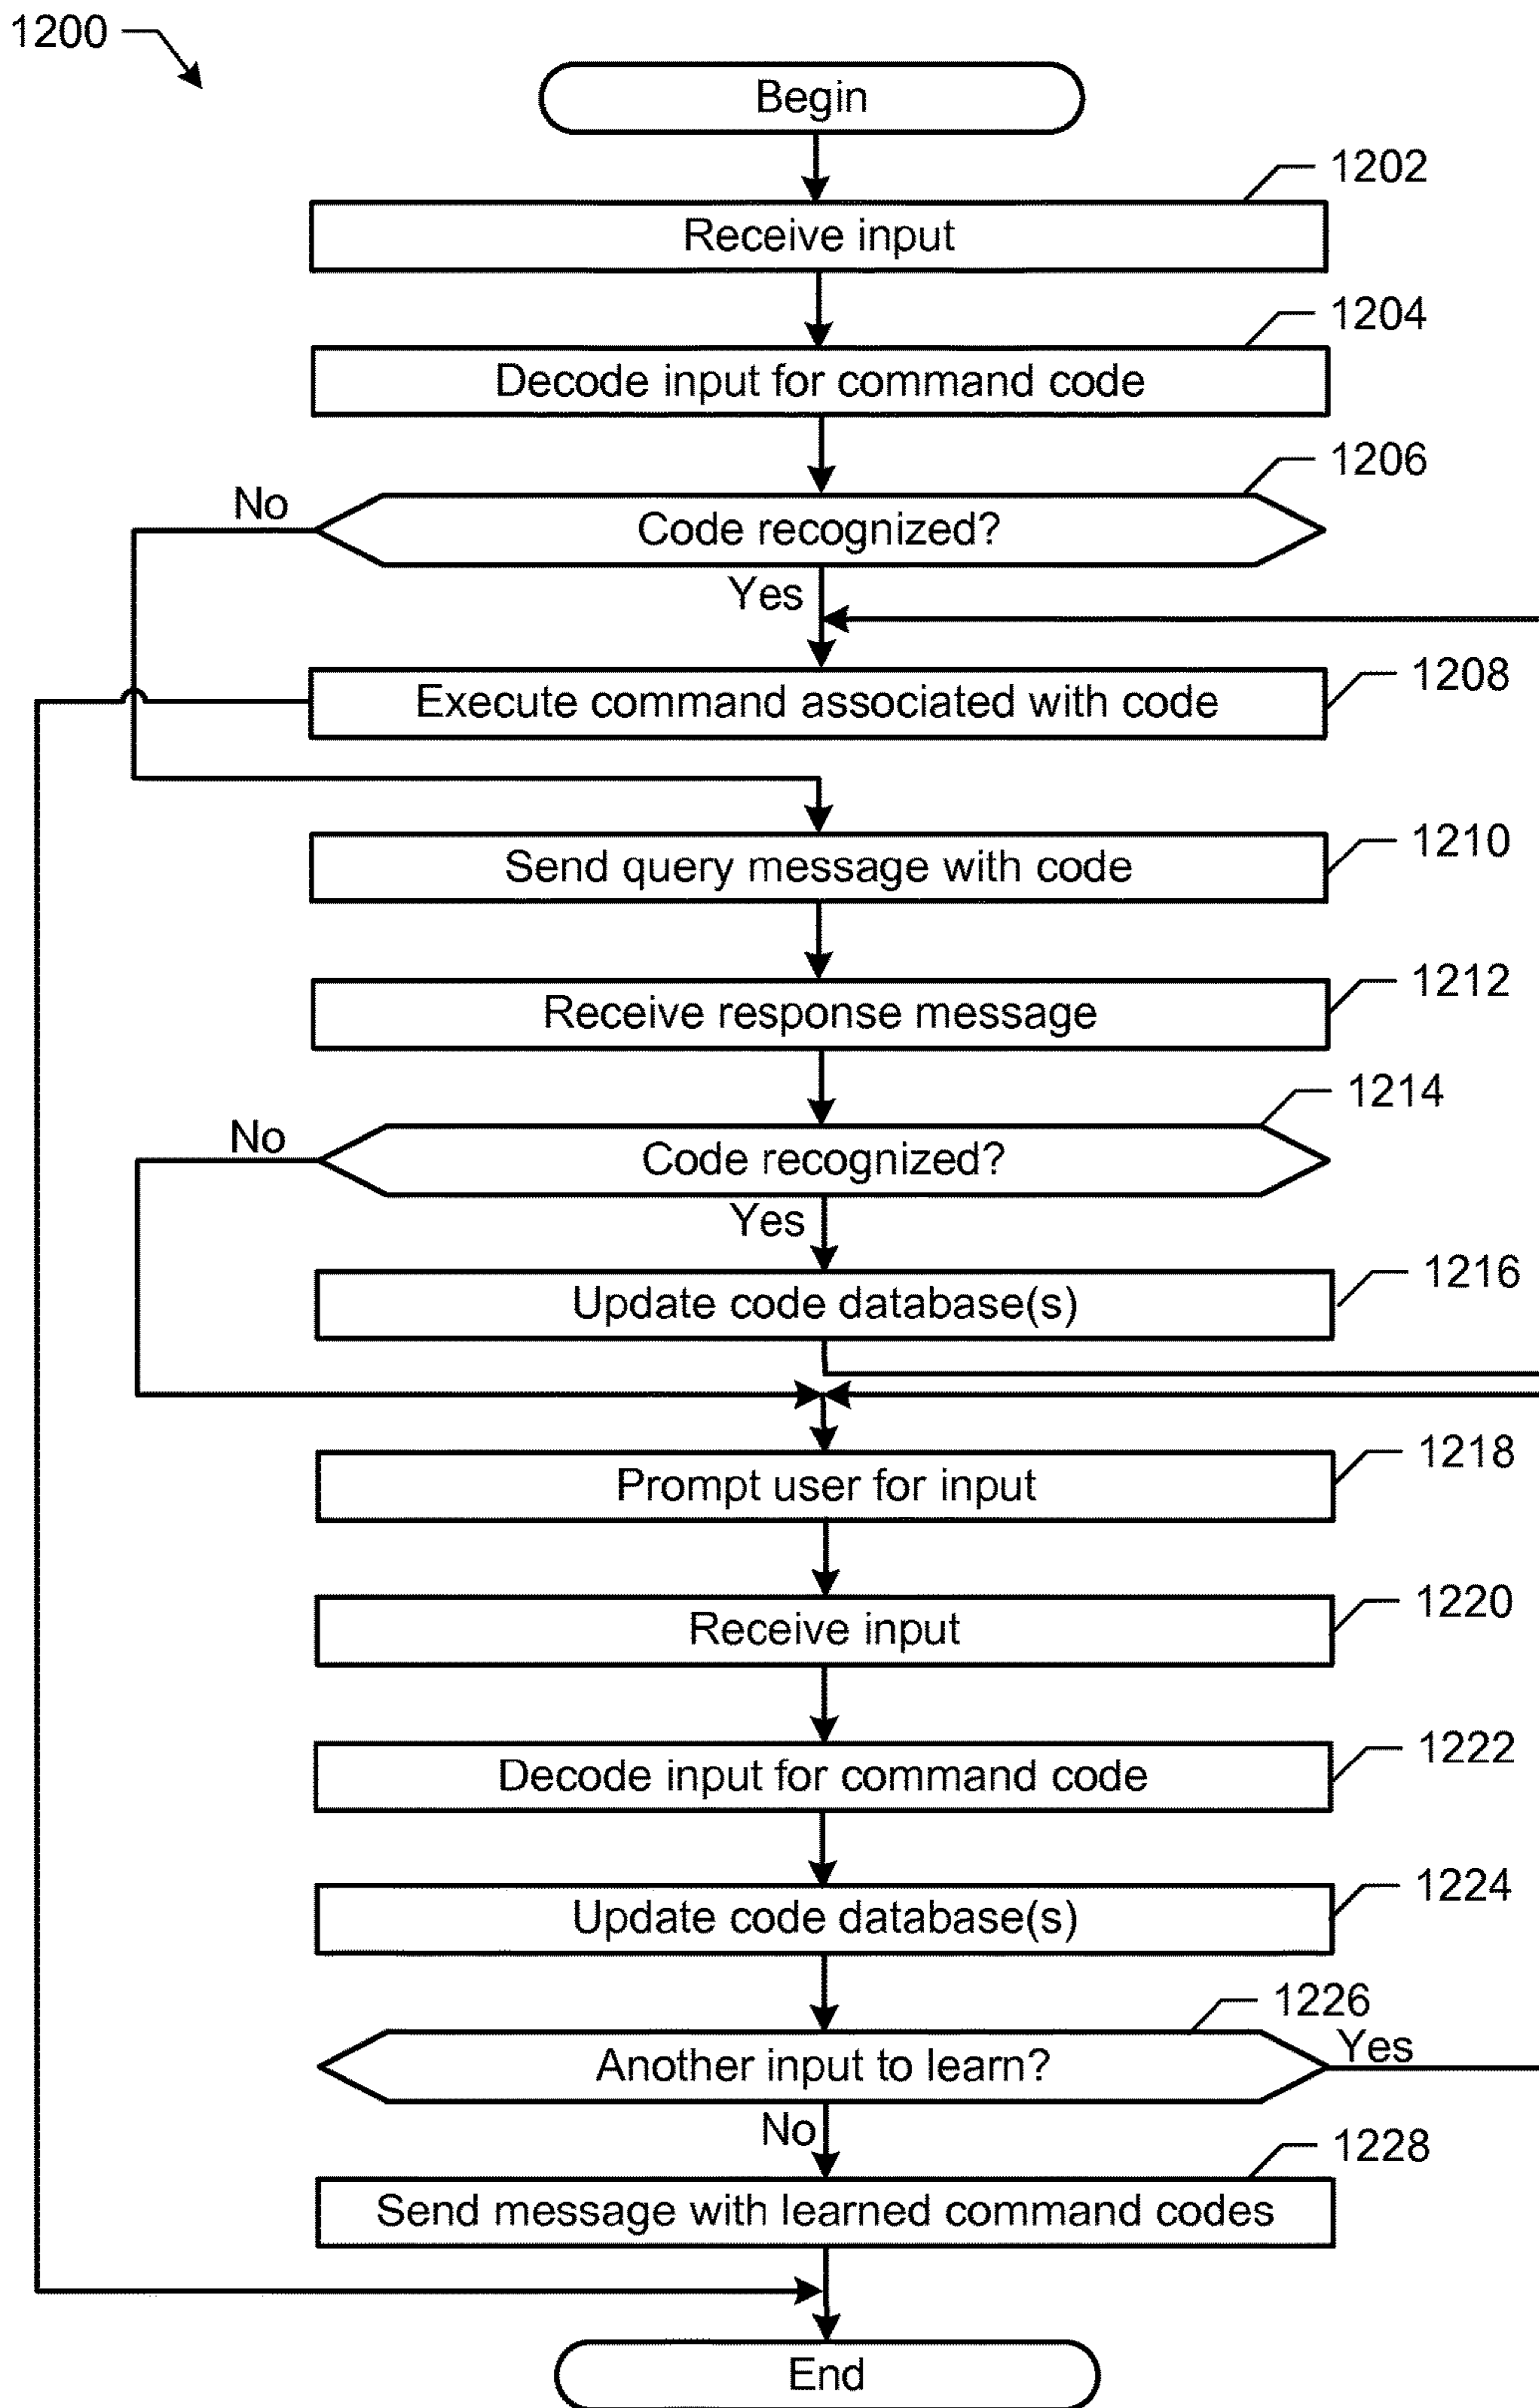 1200
Begin
1202
Receive input
1204
Decode input for command code
1206
No
Code recognized?
Yes
1208
Execute command associated with code
1210
Send query message with code
1212
Receive response message
1214
No
Code recognized?
Yes
1216
Update code database(s)
1218
Prompt user for input
1220
Receive input
1222
Decode input for command code
1224
Update code database(s)
1226
Another input to learn?
Yes
No
1228
Send message with learned command codes
End